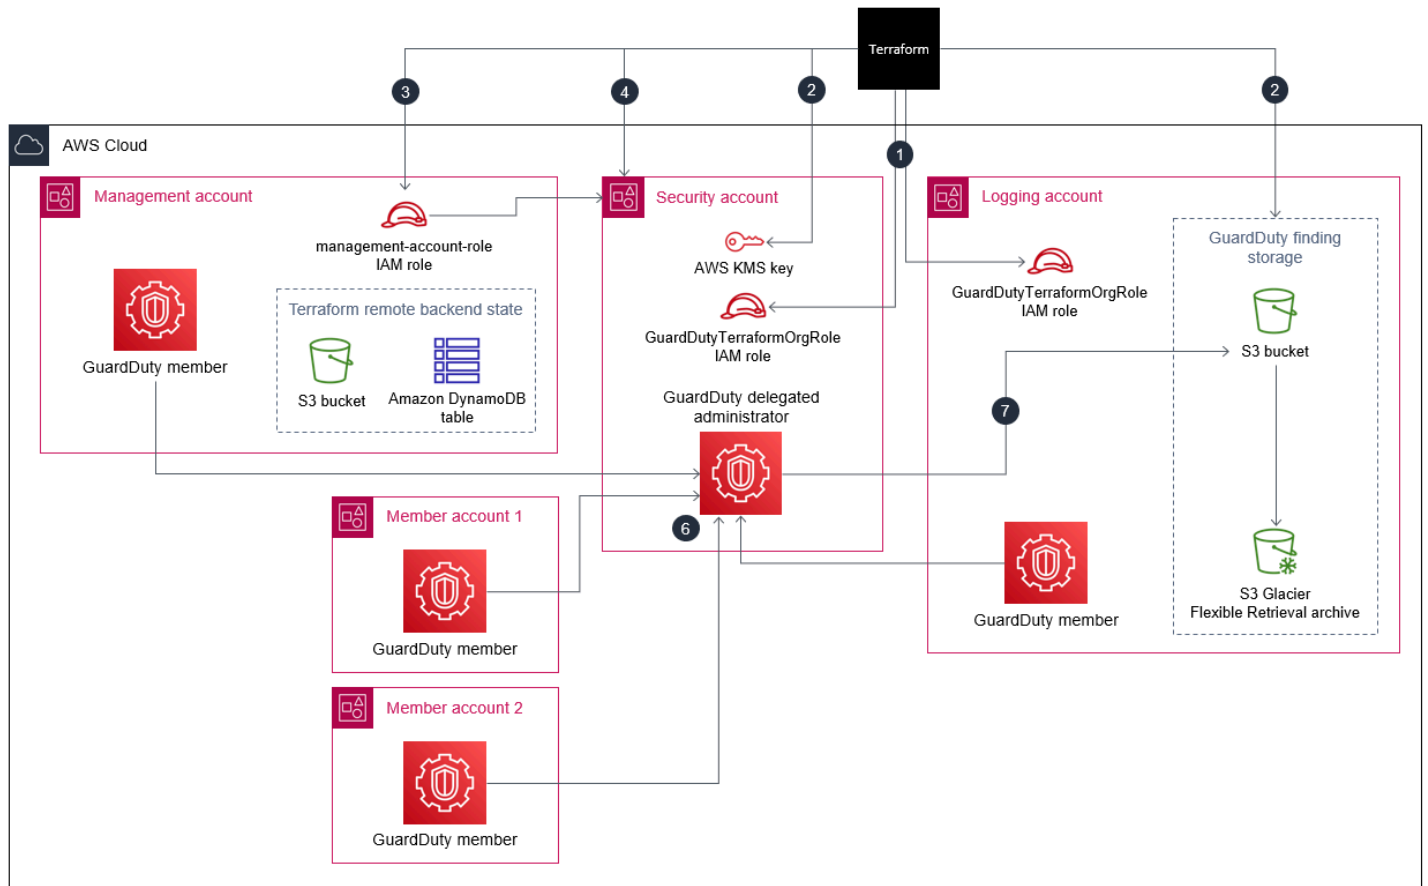 Terraform
3
4
2
2
1
AWS Cloud
Management account
management-account-role
IAM role
GuardDuty member
Terraform remote backend state
S3 bucket
Amazon DynamoDB
table
Security account
AWS KMS key
GuardDutyTerraformOrgRole
IAM role
GuardDuty delegated
administrator
6
Logging account
GuardDutyTerraformOrgRole
IAM role
GuardDuty finding
storage
S3 bucket
7
S3 Glacier
Flexible Retrieval archive
GuardDuty member
Member account 1
GuardDuty member
Member account 2
GuardDuty member